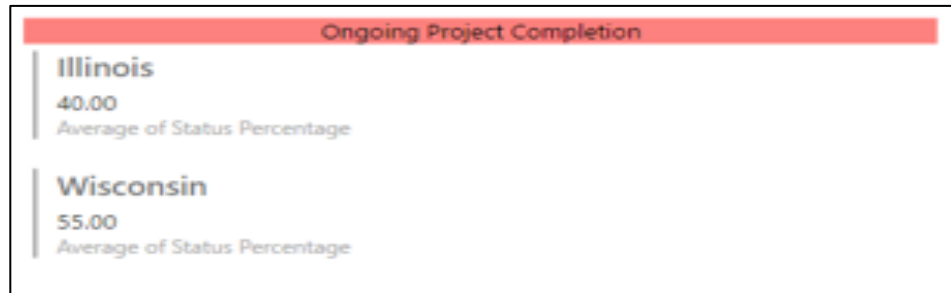 Ongoing Project Completion
Illinois
40.00
Average of Status Percentage
Wisconsin
55.00
Average of Status Percentage